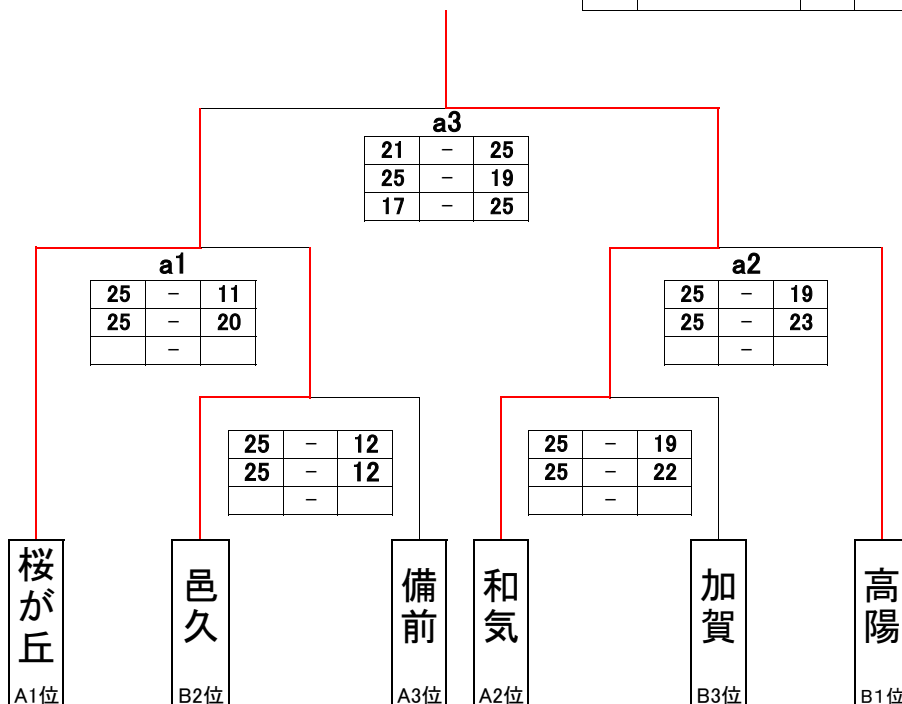 a3
21 － 25
25 － 19
17 － 25
a1
25 － 11
25 － 20
－
a2
25 － 19
25 － 23
－
25 － 12
25 － 12
－
25 － 19
25 － 22
－
桜が丘
A1位
邑久
B2位
備前
A3位
和気
A2位
加賀
B3位
高陽
B1位